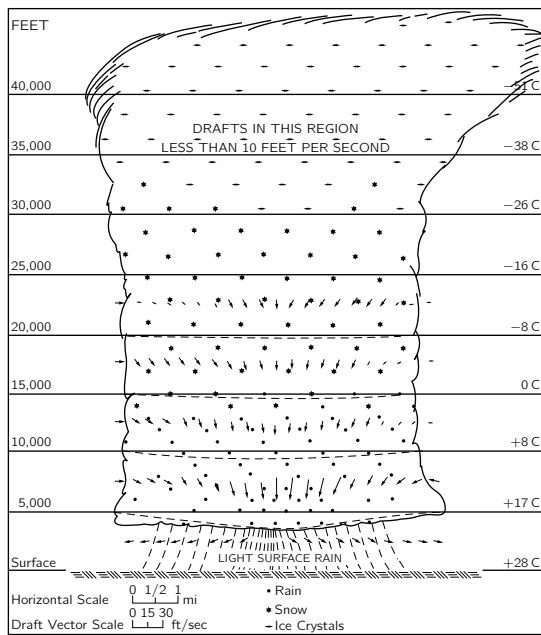 FEET
40,000 −51 C
DRAFTS IN THIS REGION
35,000 LESS THAN 10 FEET PER SECOND −38 C
30,000 −26 C
25,000 −16 C
20,000 −8 C
15,000 0 C
10,000 +8 C
5,000 +17 C
LIGHT SURFACE RAIN
Surface +28 C
0 1/2 1
Horizontal Scale mi
0 15 30
Draft Vector Scale ft/sec
Rain
Snow
Ice Crystals